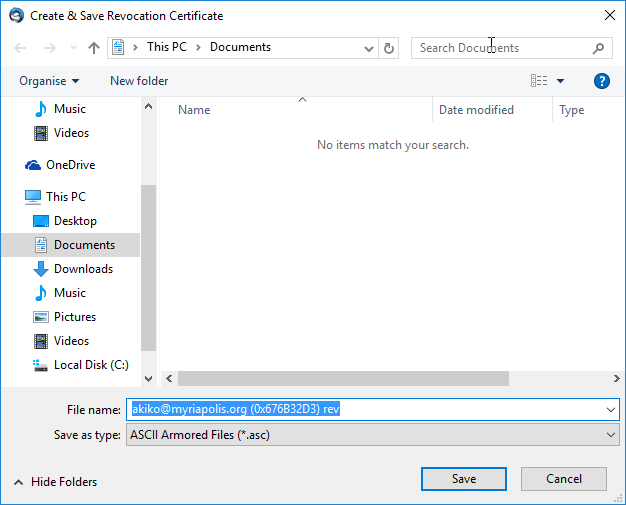 Create & Save Revocation Certificate
This PC Documents
Search Documents
Organise New folder
?
Name Date modified Type
No items match your search.
Music
Videos
OneDrive
This PC
Desktop
Documents
Downloads
Music
Pictures
Videos
Local Disk (C:)
File name: akiko@myriapolis.org (0x676B32D3) rev
Save as type: ASCII Armored Files (*.asc)
Hide Folders
Save Cancel